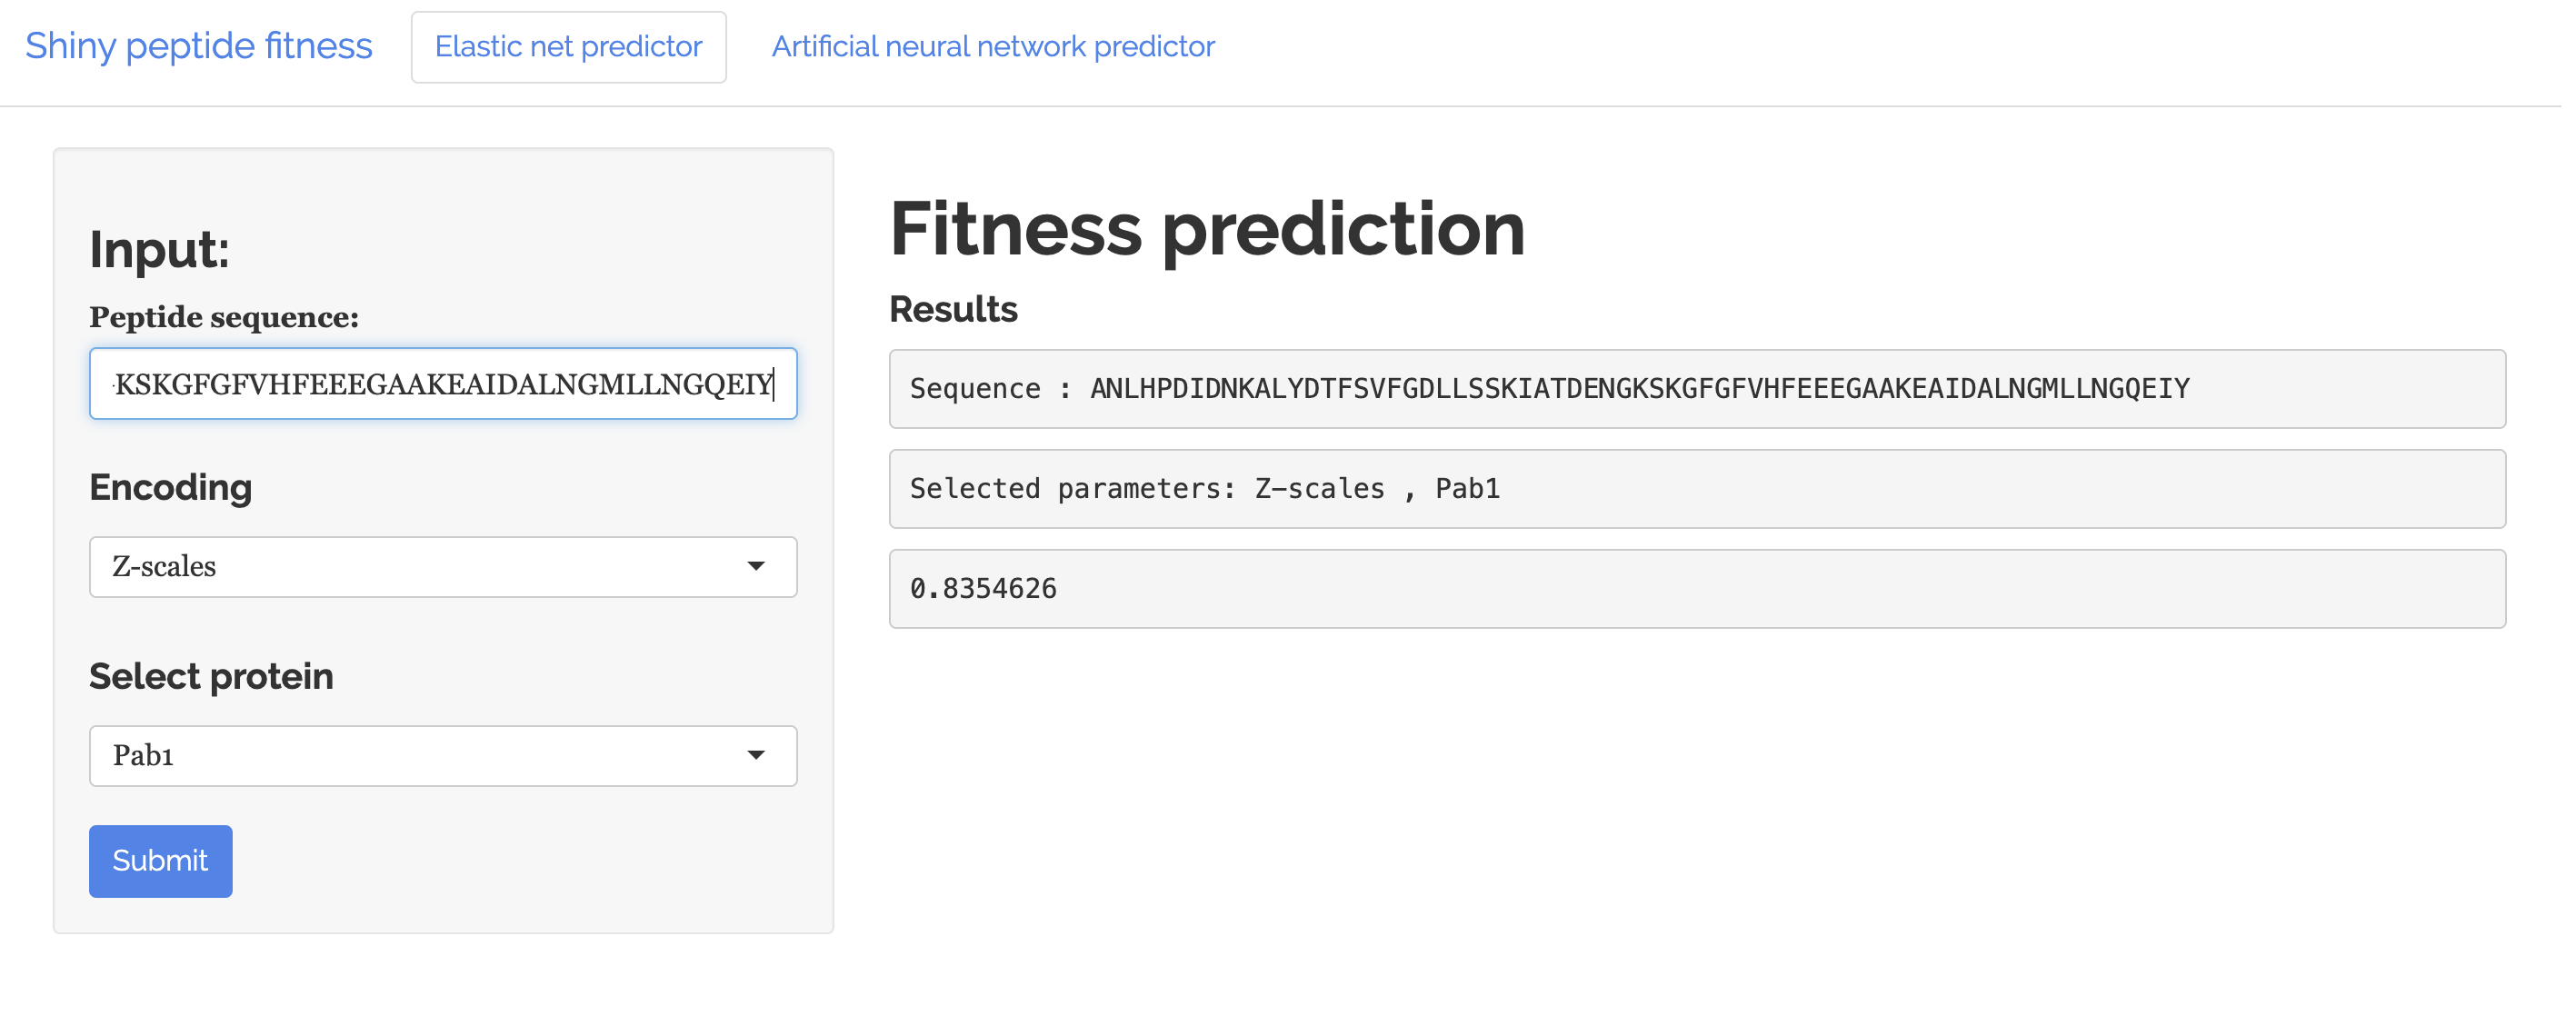 Shiny peptide fitness Elastic net predictor Artificial neural network predictor
Input:
Peptide sequence:
KSKGFGFVHFEEEGAAKEAIDALNGMLLNGQEIY
Encoding
Z-scales
Select protein
Pab1
Submit
Fitness prediction
Results
Sequence : ANLHPDIDNKALYDTFSVFGDLLSSKIATDENGKSKGFGFVHFEEEGAAKEAIDALNGMLLNGQEIY
Selected parameters: Z-scales , Pab1
0.8354626